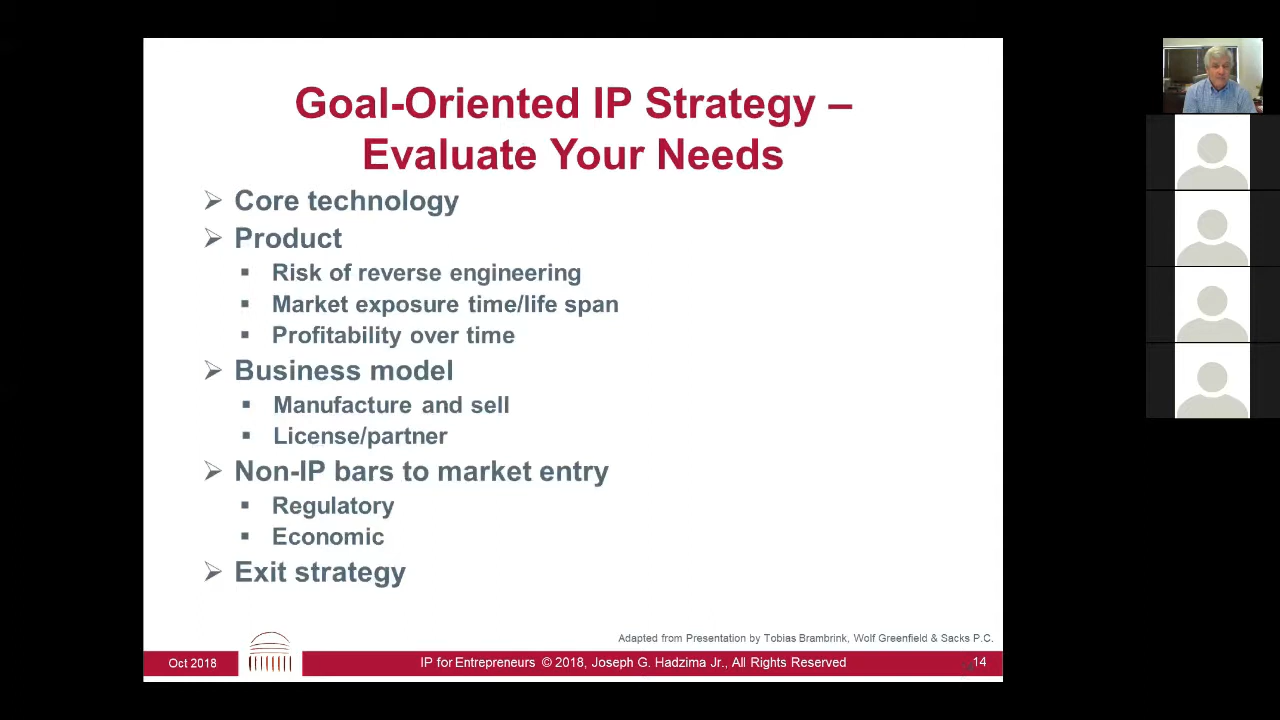 Goal-Oriented IP Strategy –
Evaluate Your Needs
Core technology
Product
Risk of reverse engineering
Market exposure time/life span
Profitability over time
Business model
Manufacture and sell
License/partner
Non-IP bars to market entry
Regulatory
Economic
Exit strategy
Adapted from Presentation by Tobias Brambrink, Wolf Greenfield & Sacks P.C.
Oct 2018
IP for Entrepreneurs © 2018, Joseph G. Hadzima Jr., All Rights Reserved
14